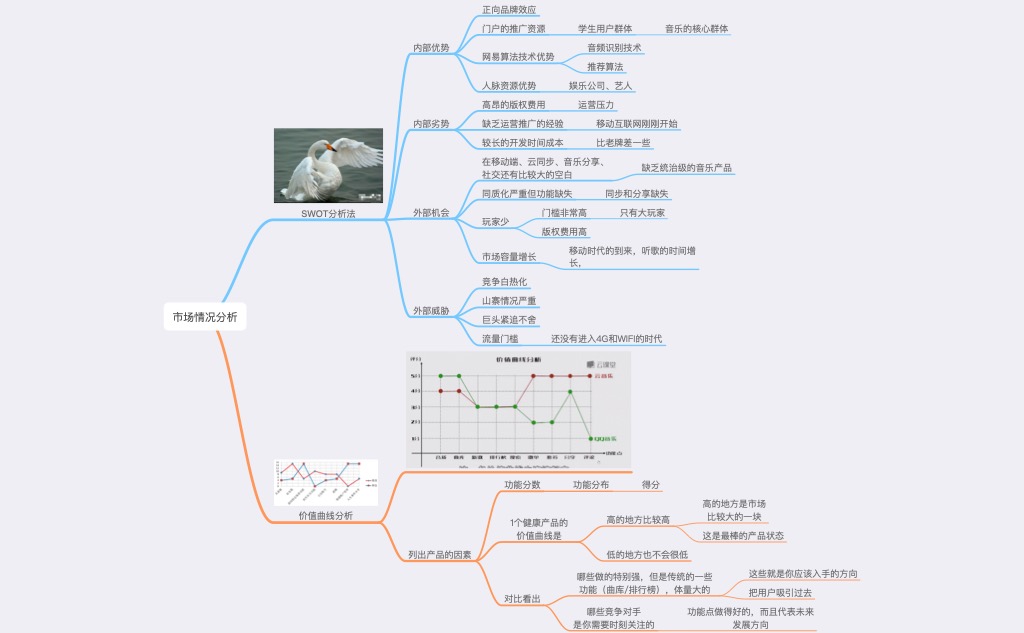 正向品牌效应
门户的推广资源
学生用户群体
音乐的核心群体
内部优势
网易算法技术优势
音频识别技术
推荐算法
人脉资源优势
娱乐公司、艺人
高昂的版权费用
运营压力
内部劣势
缺乏运营推广的经验
移动互联网刚刚开始
较长的开发时间成本
比老牌差一些
在移动端、云同步、音乐分享、
社交还有比较大的空白
缺乏统治级的音乐产品
同质化严重但功能缺失
同步和分享缺失
SWOT分析法
外部机会
玩家少
门槛非常高
只有大玩家
版权费用高
市场容量增长
移动时代的到来，听歌的时间增
长，
竞争白热化
山寨情况严重
外部威胁
巨头紧追不舍
流量门槛
还没有进入4G和WIFI的时代
市场情况分析
价值曲线分析
云课堂
5分
云音乐
4分
3分
2分
1分
QQ音乐
功能点
价值曲线分析
功能分数
功能分布
得分
1个健康产品的
价值曲线是
高的地方比较高
高的地方是市场
比较大的一块
这是最棒的产品状态
低的地方也不会很低
列出产品的因素
对比看出
哪些做的特别强，但是传统的一些
功能（曲库/排行榜），体量大的
这些就是你应该入手的方向
把用户吸引过去
哪些竞争对手
是你需要时刻关注的
功能点做得好的，而且代表未来
发展方向